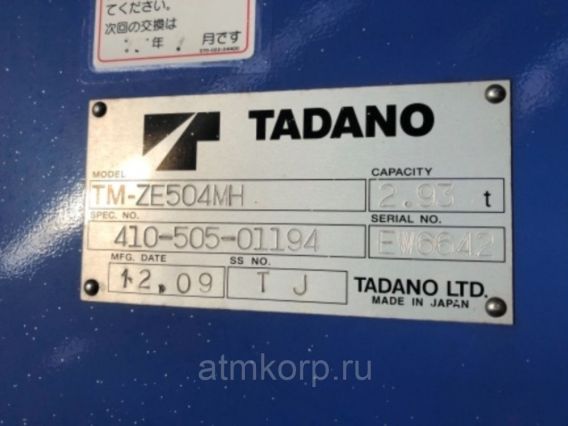 てください。
次回の交換は
年 月です
TADANO
MODEL
TM-ZE504MH
CAPACITY
2.93 t
SPEC. NO.
410-505-01194
SERIAL NO.
EW6642
MFG. DATE
12.09
SS NO.
T J
TADANO LTD.
MADE IN JAPAN
atmkorp.ru